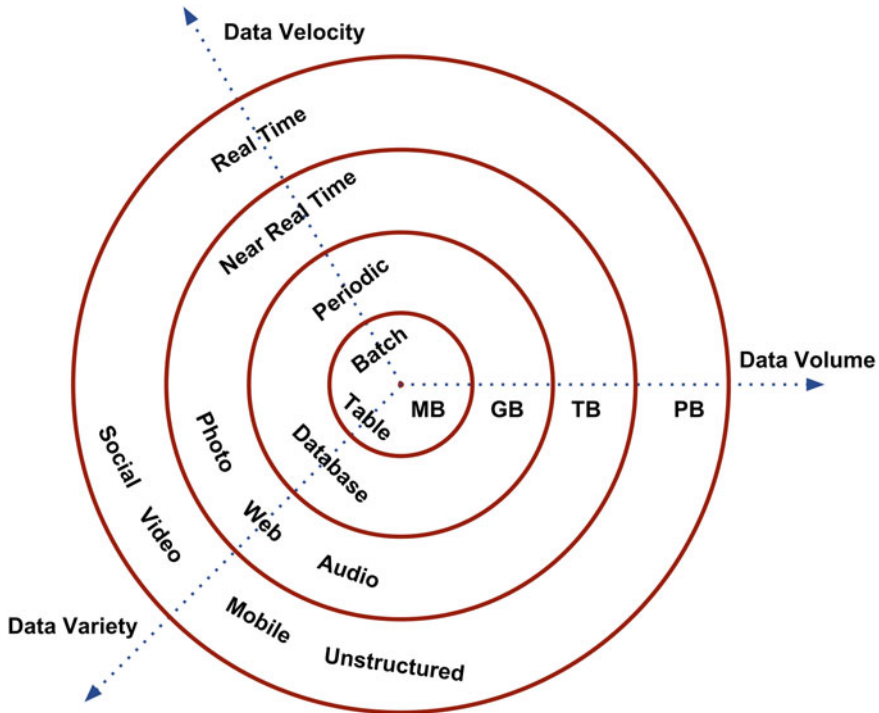 Data Velocity
Real Time
Near Real Time
Periodic
Batch
Data Volume
MB GB TB PB
Table
Database
Photo
Web
Audio
Social
Video
Mobile
Unstructured
Data Variety